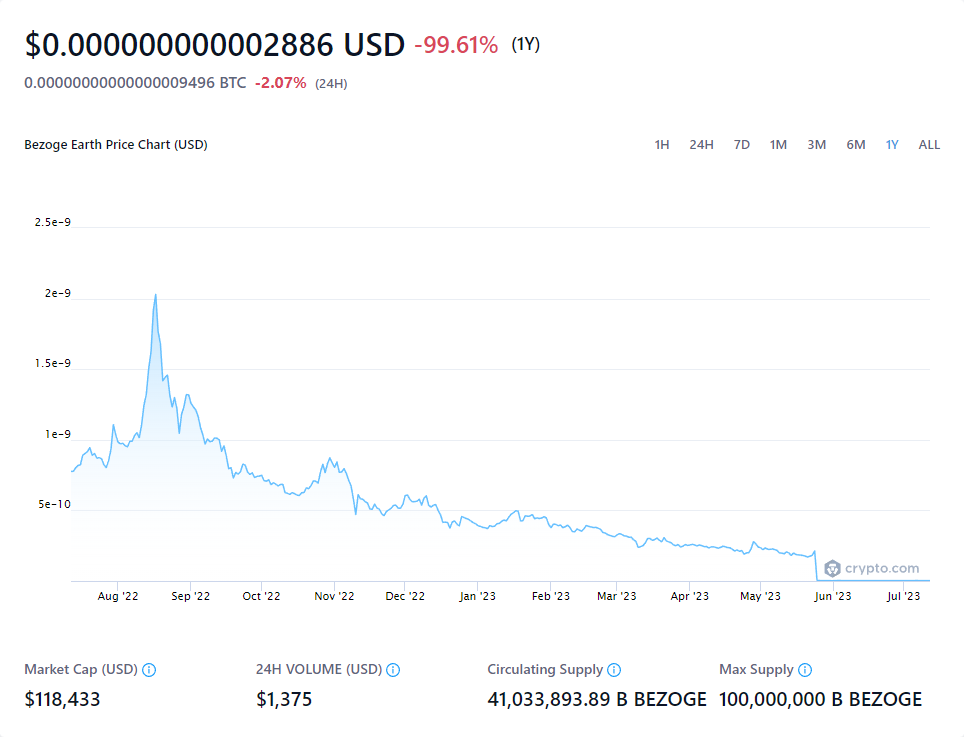 $0.000000000002886 USD -99.61% (1Y)
0.00000000000000009496 BTC -2.07% (24H)
Bezoge Earth Price Chart (USD) 1H 24H 7D 1M 3M 6M 1Y ALL
2.5e-9
2e-9
1.5e-9
1e-9
5e-10
crypto.com
Aug '22 Sep '22 Oct '22 Nov '22 Dec '22 Jan '23 Feb '23 Mar '23 Apr '23 May '23 Jun '23 Jul '23
Market Cap (USD) 24H VOLUME (USD) Circulating Supply Max Supply
$118,433 $1,375 41,033,893.89 B BEZOGE 100,000,000 B BEZOGE